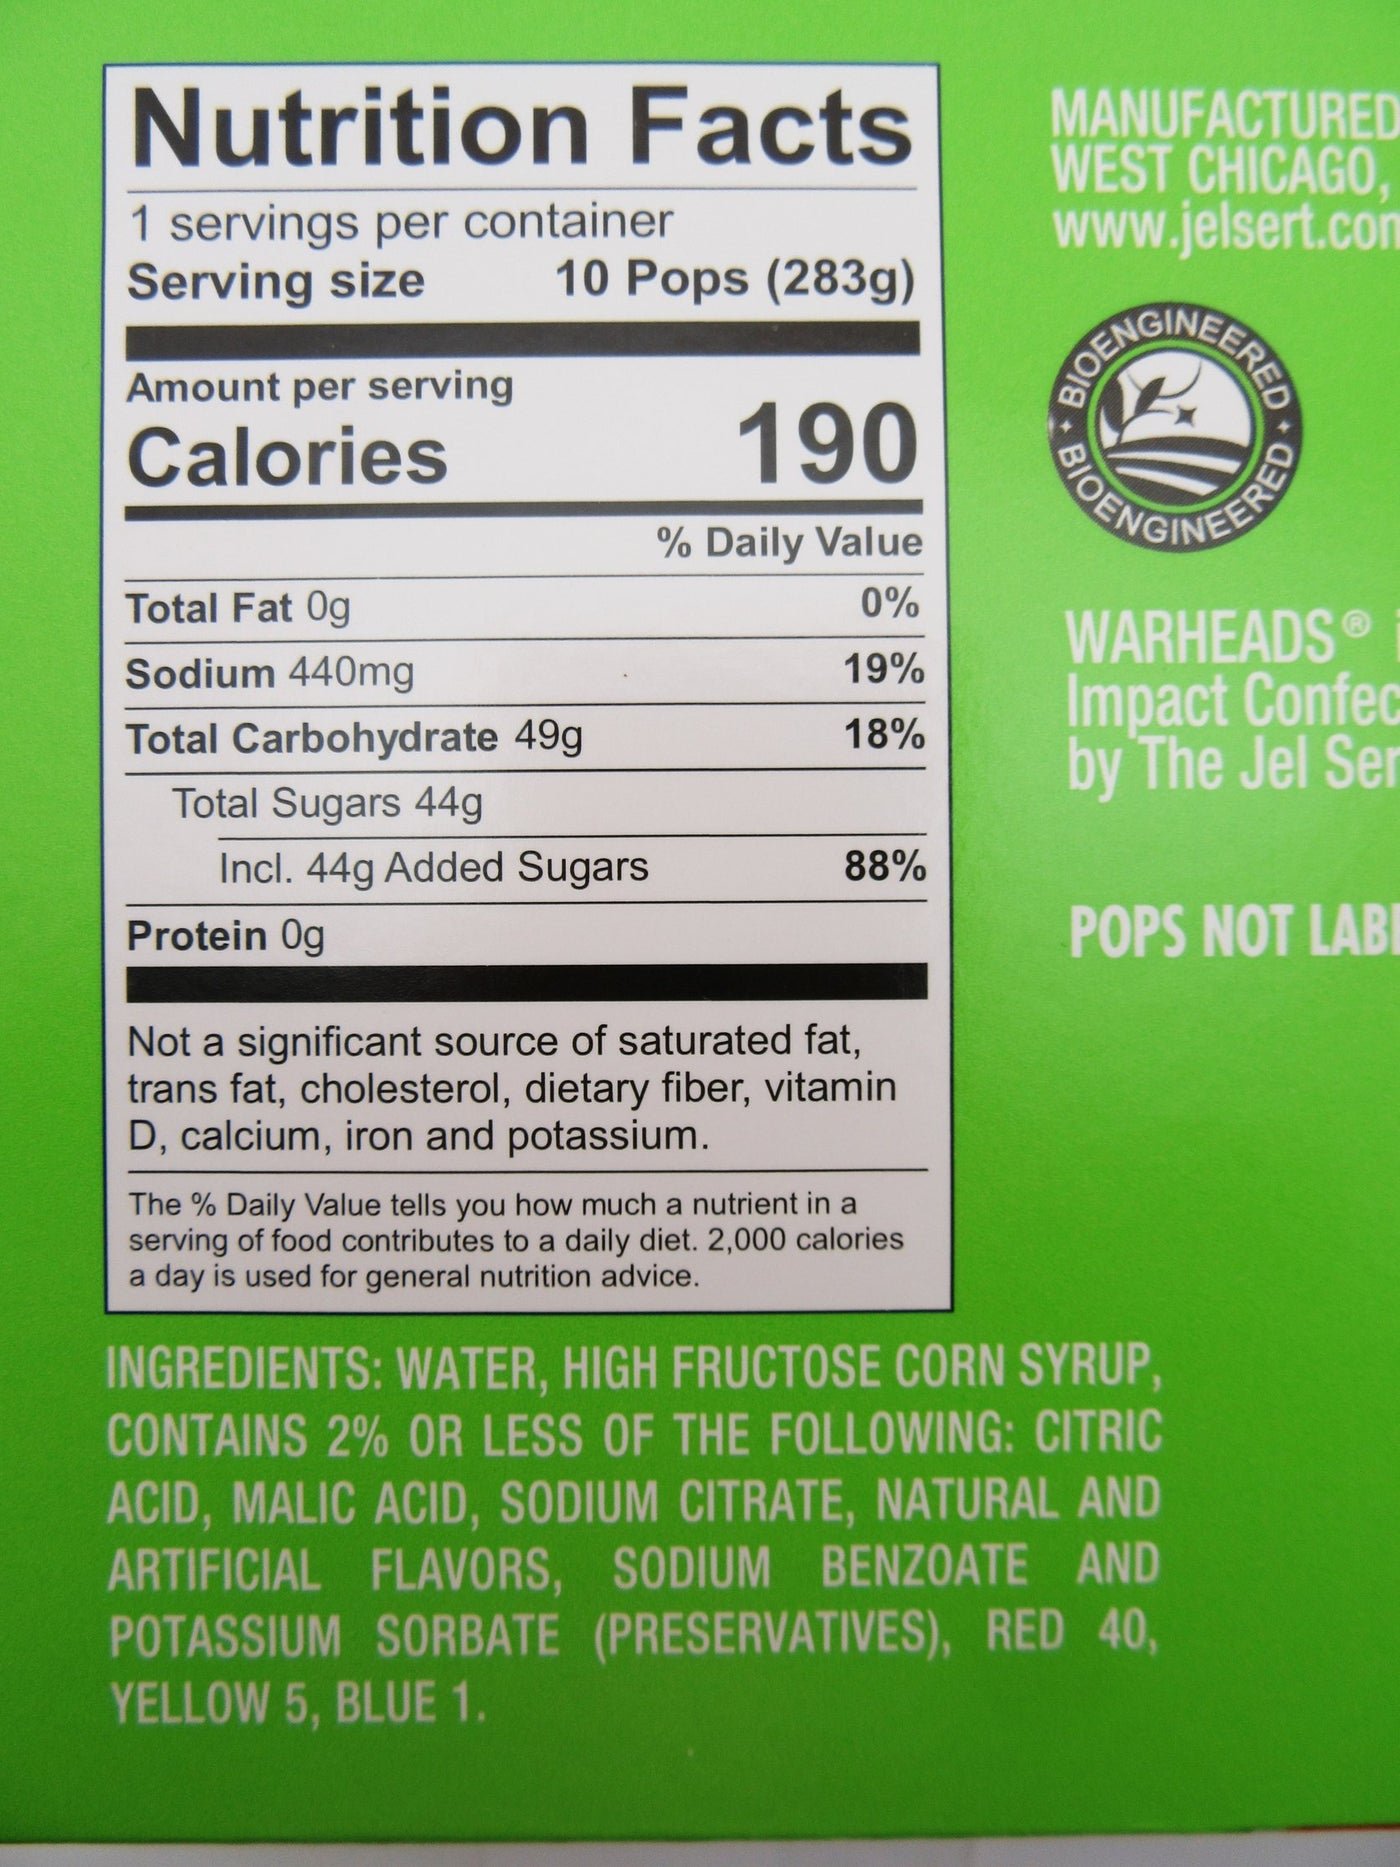 Nutrition Facts
1 servings per container
Serving size 10 Pops (283g)
Amount per serving
Calories 190
% Daily Value
Total Fat 0g 0%
Sodium 440mg 19%
Total Carbohydrate 49g 18%
Total Sugars 44g
Incl. 44g Added Sugars 88%
Protein 0g
Not a significant source of saturated fat,
trans fat, cholesterol, dietary fiber, vitamin
D, calcium, iron and potassium.
The % Daily Value tells you how much a nutrient in a
serving of food contributes to a daily diet. 2,000 calories
a day is used for general nutrition advice.
INGREDIENTS: WATER, HIGH FRUCTOSE CORN SYRUP,
CONTAINS 2% OR LESS OF THE FOLLOWING: CITRIC
ACID, MALIC ACID, SODIUM CITRATE, NATURAL AND
ARTIFICIAL FLAVORS, SODIUM BENZOATE AND
POTASSIUM SORBATE (PRESERVATIVES), RED 40,
YELLOW 5, BLUE 1.
MANUFACTURED
WEST CHICAGO,
www.jelsert.com
BIOENGINEERED
BIOENGINEERED
WARHEADS®
Impact
by The Jel
POPS NOT